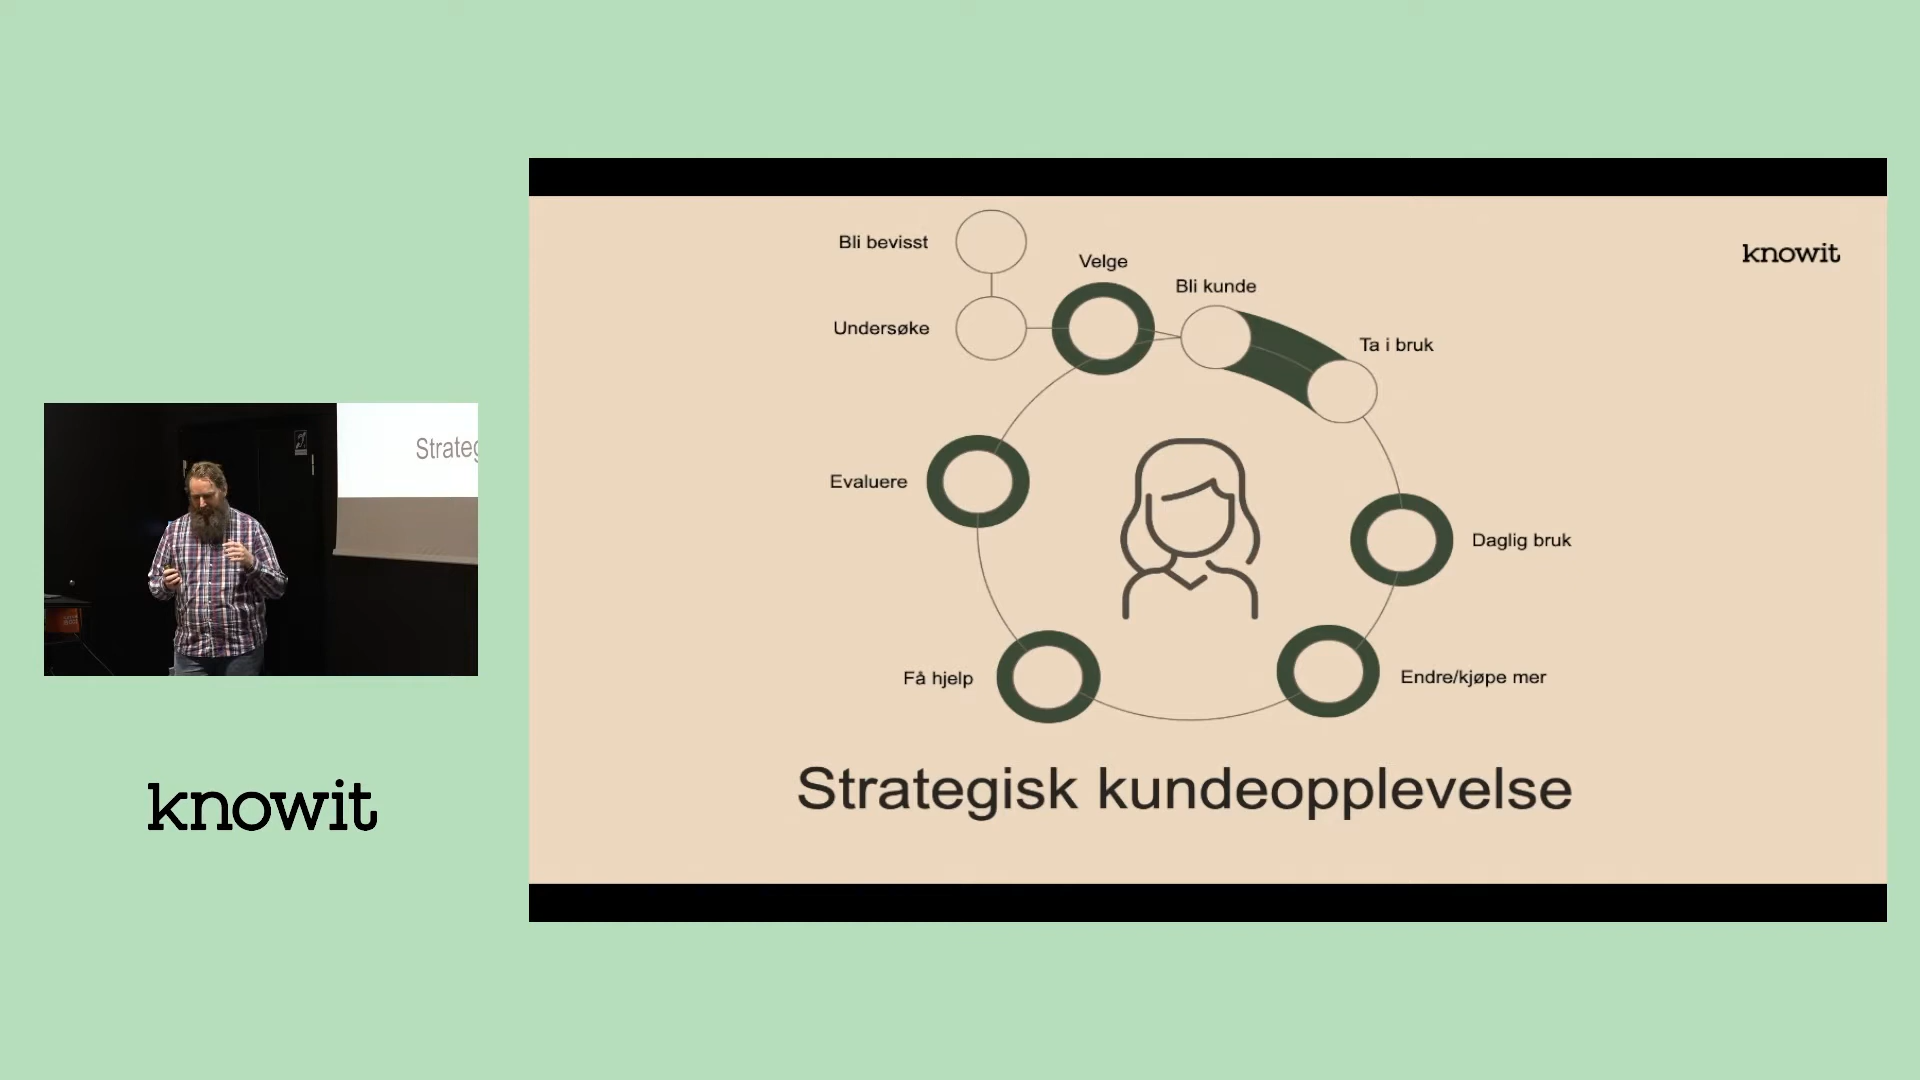 Bli bevisst
Velge
knowit
Bli kunde
Undersøke
Ta i bruk
Strateg
Evaluere
Daglig bruk
Få hjelp
Endre/kjøpe mer
Strategisk kundeopplevelse
knowit